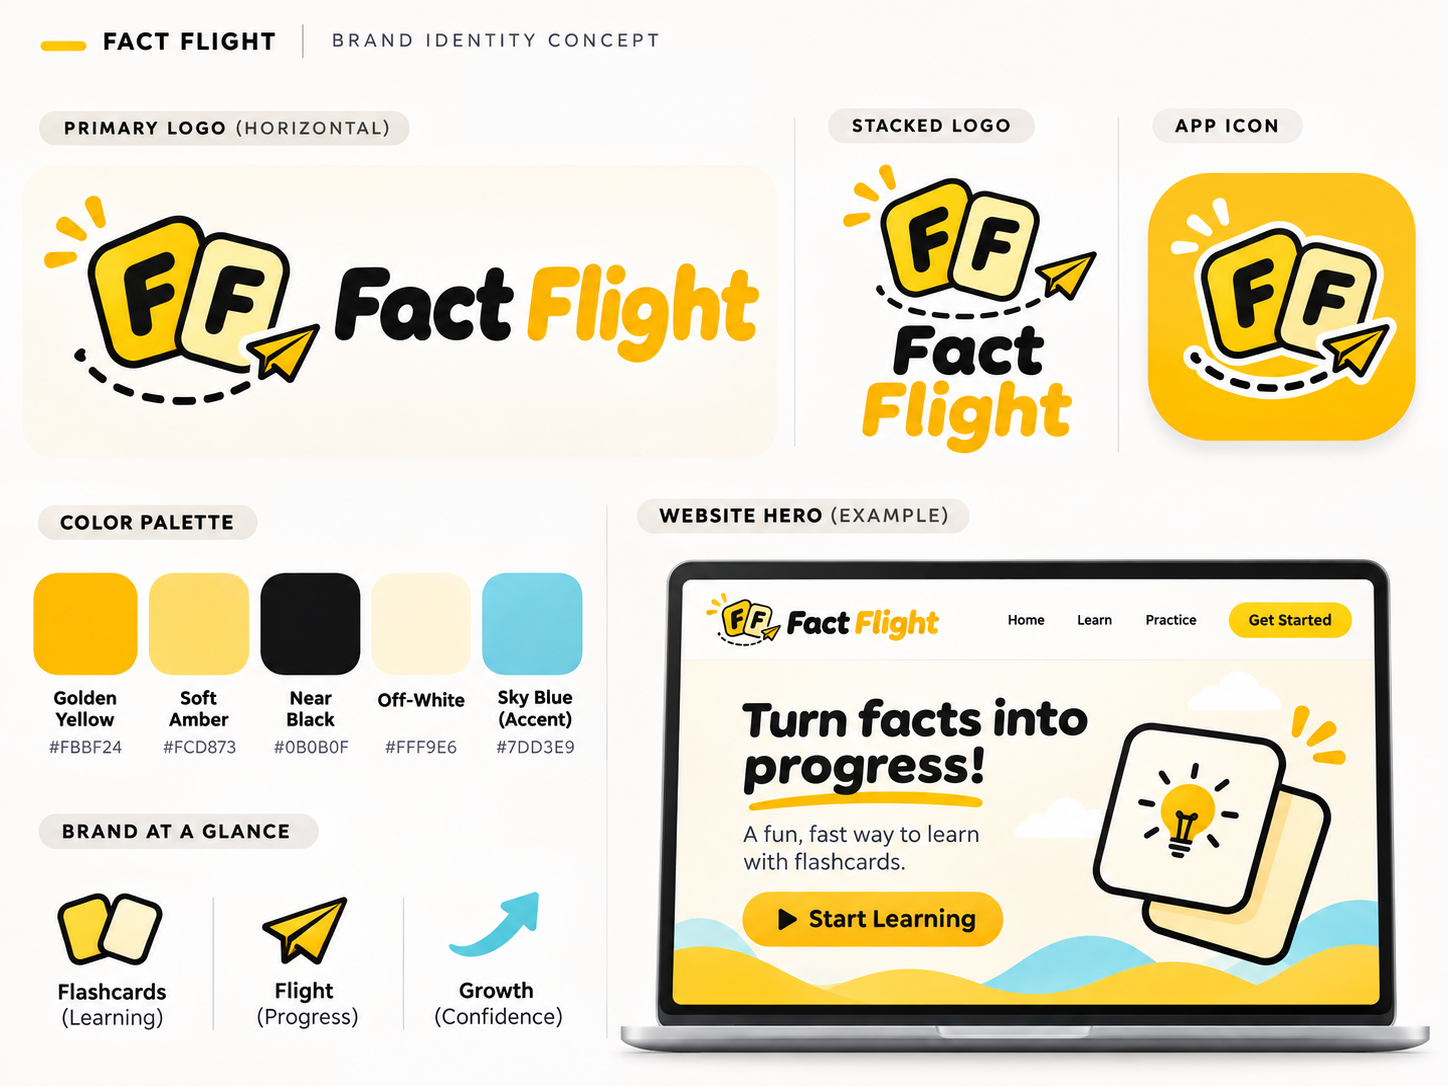 FACT FLIGHT
BRAND IDENTITY CONCEPT
PRIMARY LOGO (HORIZONTAL)
FF
Fact Flight
STACKED LOGO
FF
Fact
Flight
APP ICON
FF
COLOR PALETTE
Golden
Yellow
#FBBF24
Soft
Amber
#FCD873
Near
Black
#0B0B0F
Off-White
#FFF9E6
Sky Blue
(Accent)
#7DD3E9
BRAND AT A GLANCE
Flashcards
(Learning)
Flight
(Progress)
Growth
(Confidence)
WEBSITE HERO (EXAMPLE)
FF
Fact Flight
Home
Learn
Practice
Get Started
Turn facts into
progress!
A fun, fast way to learn
with flashcards.
Start Learning